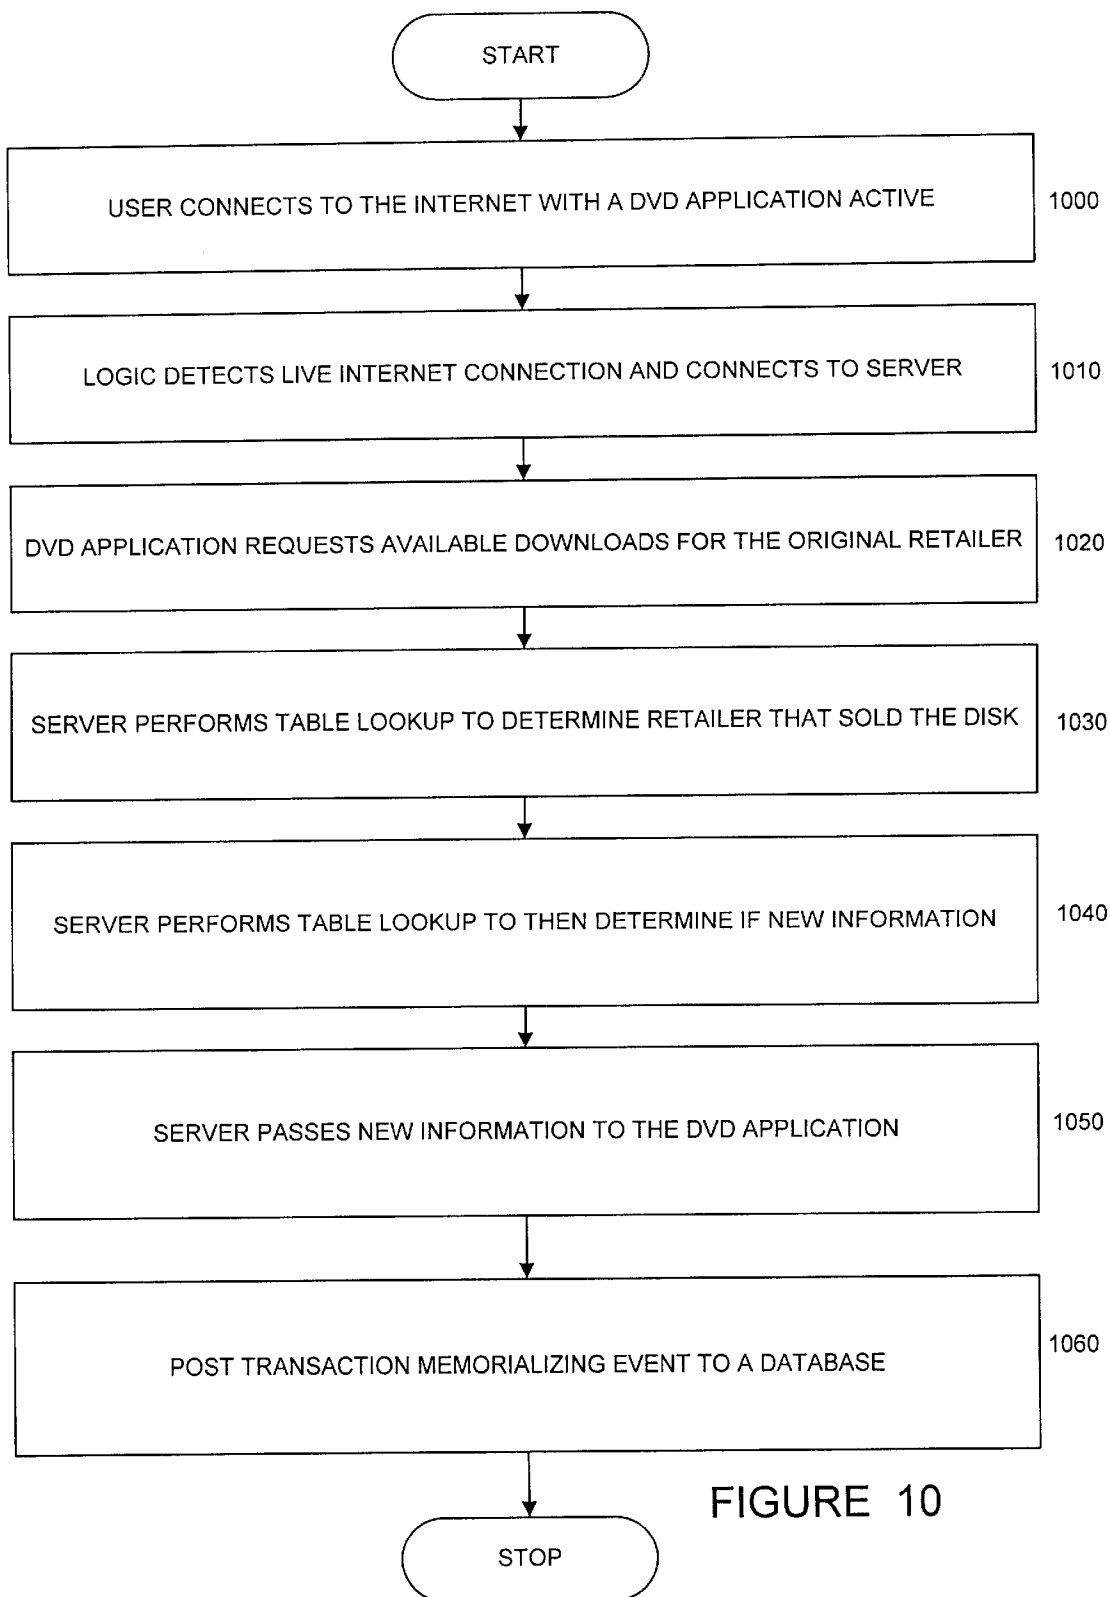 START
USER CONNECTS TO THE INTERNET WITH A DVD APPLICATION ACTIVE
1000
LOGIC DETECTS LIVE INTERNET CONNECTION AND CONNECTS TO SERVER
1010
DVD APPLICATION REQUESTS AVAILABLE DOWNLOADS FOR THE ORIGINAL RETAILER
1020
SERVER PERFORMS TABLE LOOKUP TO DETERMINE RETAILER THAT SOLD THE DISK
1030
SERVER PERFORMS TABLE LOOKUP TO THEN DETERMINE IF NEW INFORMATION
1040
SERVER PASSES NEW INFORMATION TO THE DVD APPLICATION
1050
POST TRANSACTION MEMORIALIZING EVENT TO A DATABASE
1060
FIGURE 10
STOP